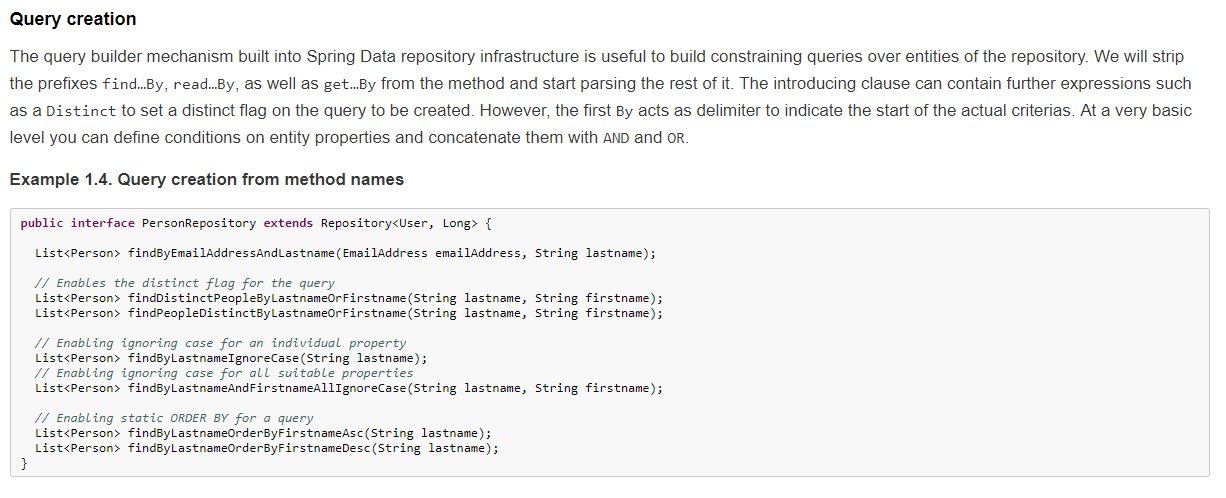 Query creation
The query builder mechanism built into Spring Data repository infrastructure is useful to build constraining queries over entities of the repository. We will strip
the prefixes find…By, read…By, as well as get…By from the method and start parsing the rest of it. The introducing clause can contain further expressions such
as a Distinct to set a distinct flag on the query to be created. However, the first By acts as delimiter to indicate the start of the actual criterias. At a very basic
level you can define conditions on entity properties and concatenate them with AND and OR.
Example 1.4. Query creation from method names
public interface PersonRepository extends Repository<User, Long> {
List<Person> findByEmailAddressAndLastname(EmailAddress emailAddress, String lastname);
// Enables the distinct flag for the query
List<Person> findDistinctPeopleByLastnameOrFirstname(String lastname, String firstname);
List<Person> findPeopleDistinctByLastnameOrFirstname(String lastname, String firstname);
// Enabling ignoring case for an individual property
List<Person> findByLastnameIgnoreCase(String lastname);
// Enabling ignoring case for all suitable properties
List<Person> findByLastnameAndFirstnameAllIgnoreCase(String lastname, String firstname);
// Enabling static ORDER BY for a query
List<Person> findByLastnameOrderByFirstnameAsc(String lastname);
List<Person> findByLastnameOrderByFirstnameDesc(String lastname);
}